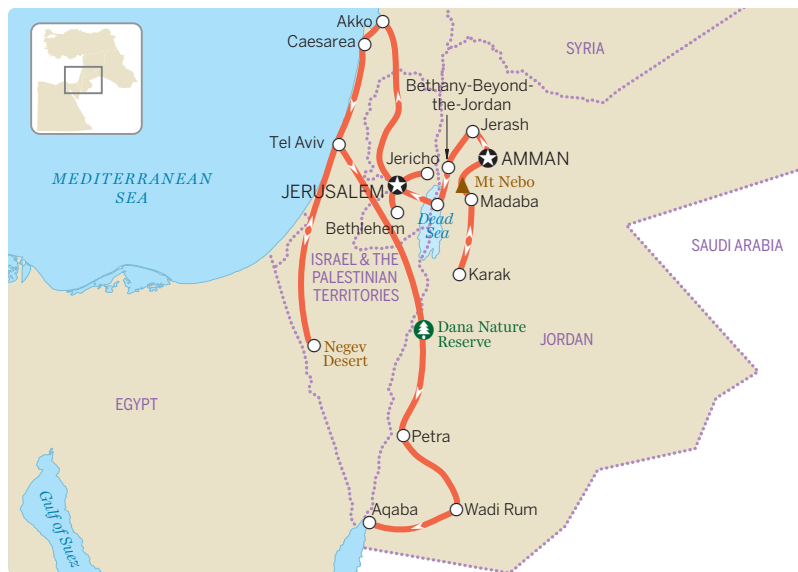 Akko
Caesarea
SYRIA
Bethany-Beyond-
the-Jordan
Jerash
Tel Aviv
Jericho
AMMAN
MEDITERRANEAN
SEA
JERUSALEM
Mt Nebo
Madaba
Dead
Sea
Bethlehem
SAUDI ARABIA
ISRAEL & THE
PALESTINIAN
TERRITORIES
Karak
Dana Nature
Reserve
JORDAN
Negev
Desert
EGYPT
Petra
Gulf of Suez
Aqaba
Wadi Rum